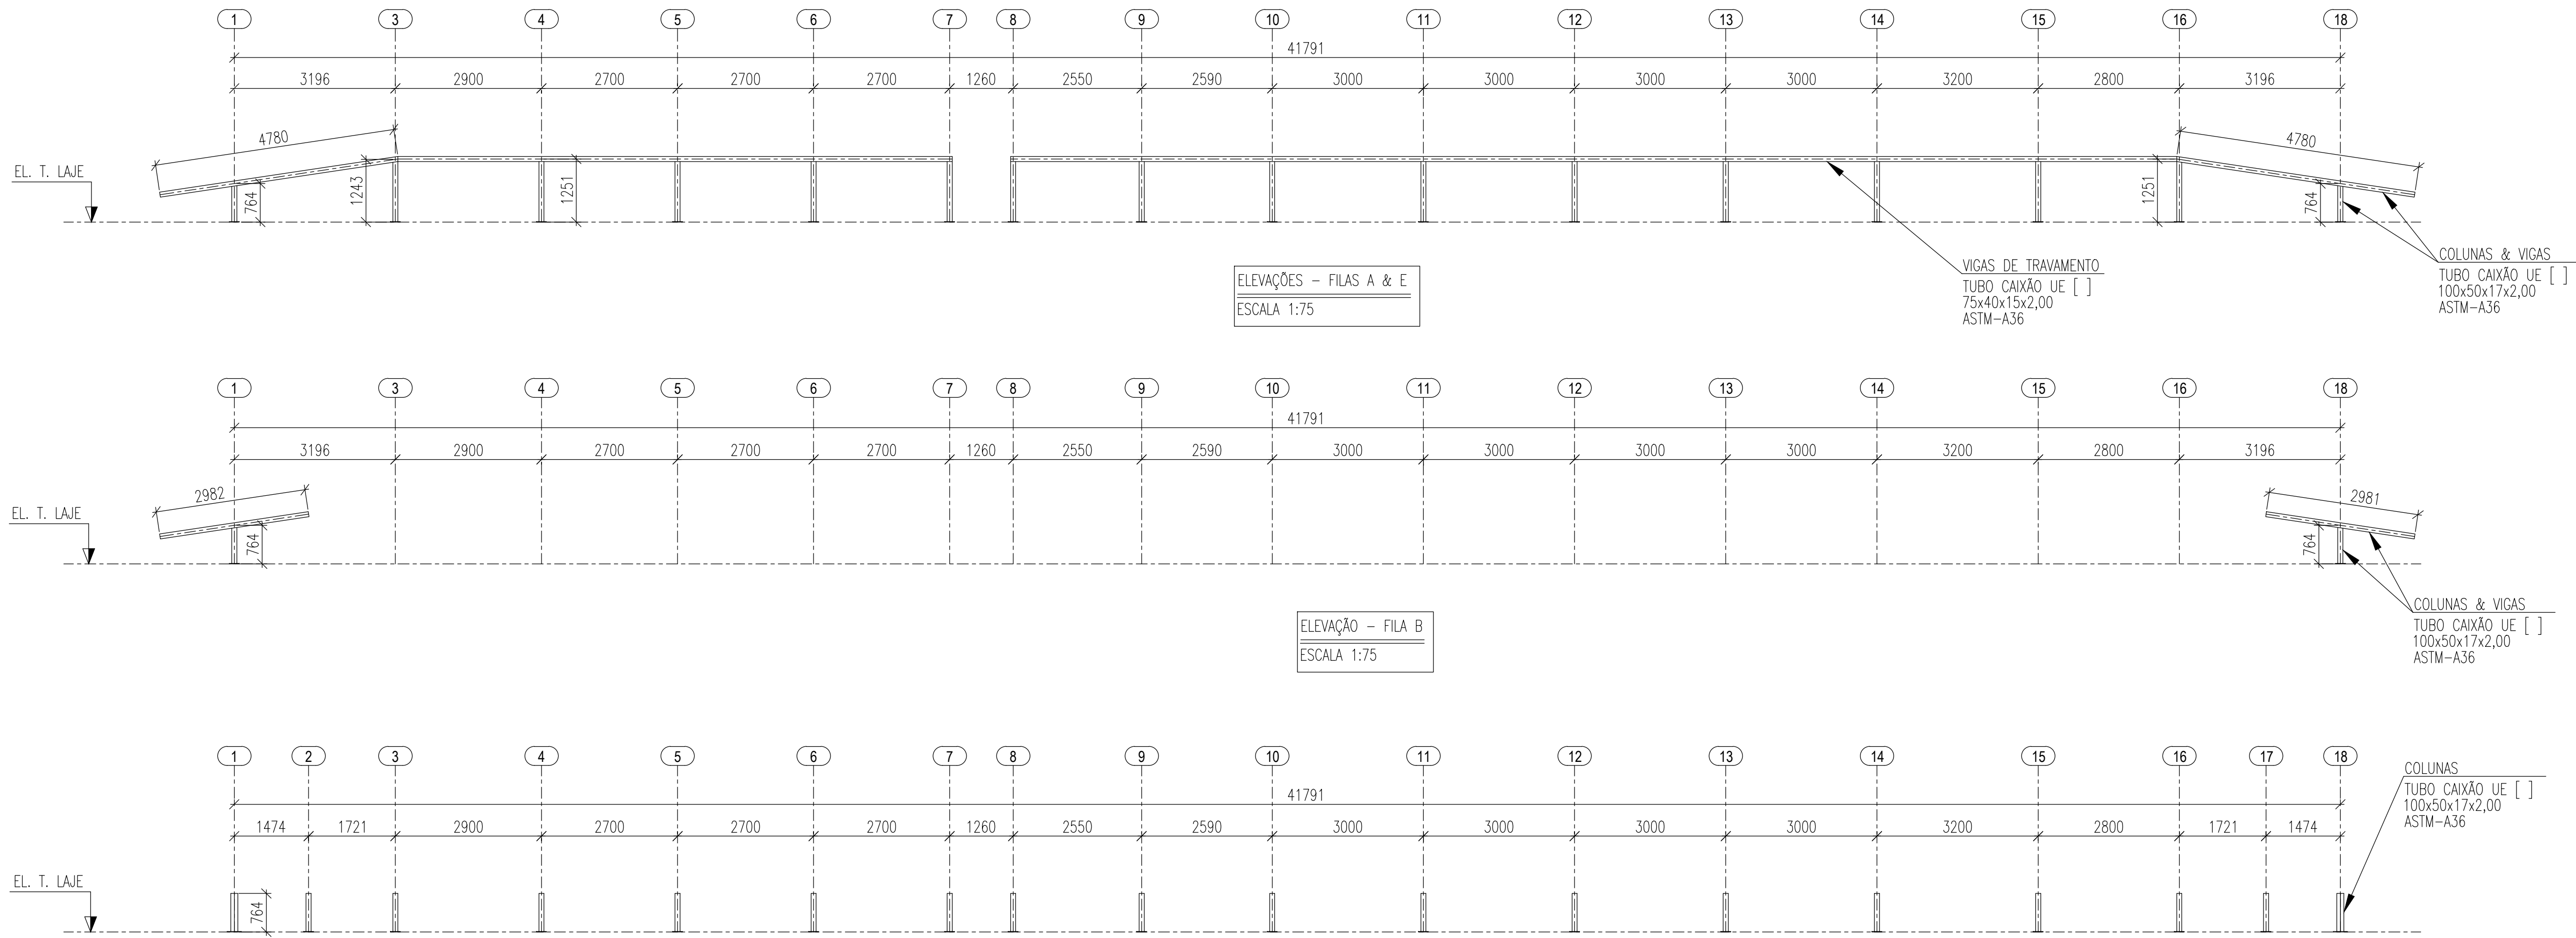 1 3 4 5 6 7 8 9 10 11 12 13 14 15 16 18
41791
3196 2900 2700 2700 2700 1260 2550 2590 3000 3000 3000 3000 3200 2800 3196
4780 4780
EL. T. LAJE
764 1243 1251 1251 764
ELEVAÇÕES - FILAS A & E
ESCALA 1:75
VIGAS DE TRAVAMENTO
TUBO CAIXÃO UE [ ]
75x40x15x2,00
ASTM-A36
COLUNAS & VIGAS
TUBO CAIXÃO UE [ ]
100x50x17x2,00
ASTM-A36
1 3 4 5 6 7 8 9 10 11 12 13 14 15 16 18
41791
3196 2900 2700 2700 2700 1260 2550 2590 3000 3000 3000 3000 3200 2800 3196
2982 2981
EL. T. LAJE
764 764
ELEVAÇÃO - FILA B
ESCALA 1:75
COLUNAS & VIGAS
TUBO CAIXÃO UE [ ]
100x50x17x2,00
ASTM-A36
1 2 3 4 5 6 7 8 9 10 11 12 13 14 15 16 17 18
41791
1474 1721 2900 2700 2700 2700 1260 2550 2590 3000 3000 3000 3000 3200 2800 1721 1474
COLUNAS
TUBO CAIXÃO UE [ ]
100x50x17x2,00
ASTM-A36
EL. T. LAJE
764